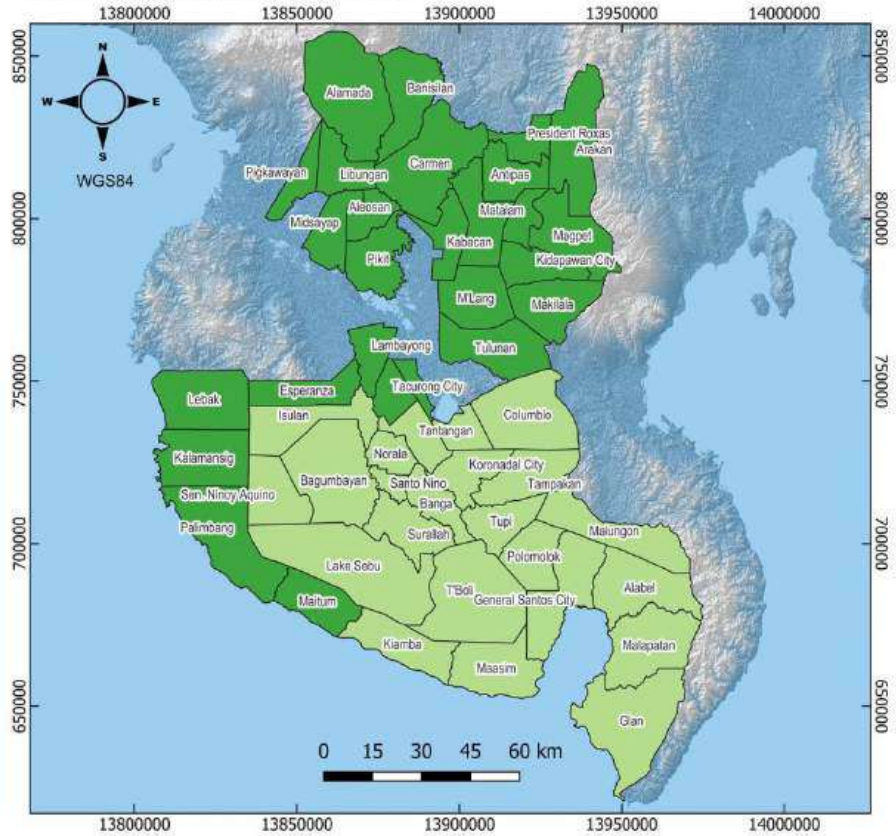 13800000 13850000 13900000 13950000 14000000
850000 850000
N
W E
S
WGS84
Alamada
Banisilan
President Roxas
Arakan
Pigkawayan
Libungan
Carmen
Antipas
Midsayap
Aleosan
Matalam
Kabacan
Magpet
Pikit
Kidapawan City
800000 800000
M'Lang
Makilala
Lambayong
Tulunan
750000 750000
Lebak
Esperanza
Tacurong City
Isulan
Columbio
Tantangan
Kalamansig
Norala
Koronadal City
Bagumbayan
Santo Nino
Tampakan
Sen. Ninoy Aquino
Banga
Palimbang
Surallah
Tupi
Malungon
700000 700000
Lake Sebu
Polomolok
T'Boli
Alabel
General Santos City
Maitum
Kiamba
Malapatan
Maasim
650000 650000
Glan
0 15 30 45 60 km
13800000 13850000 13900000 13950000 14000000